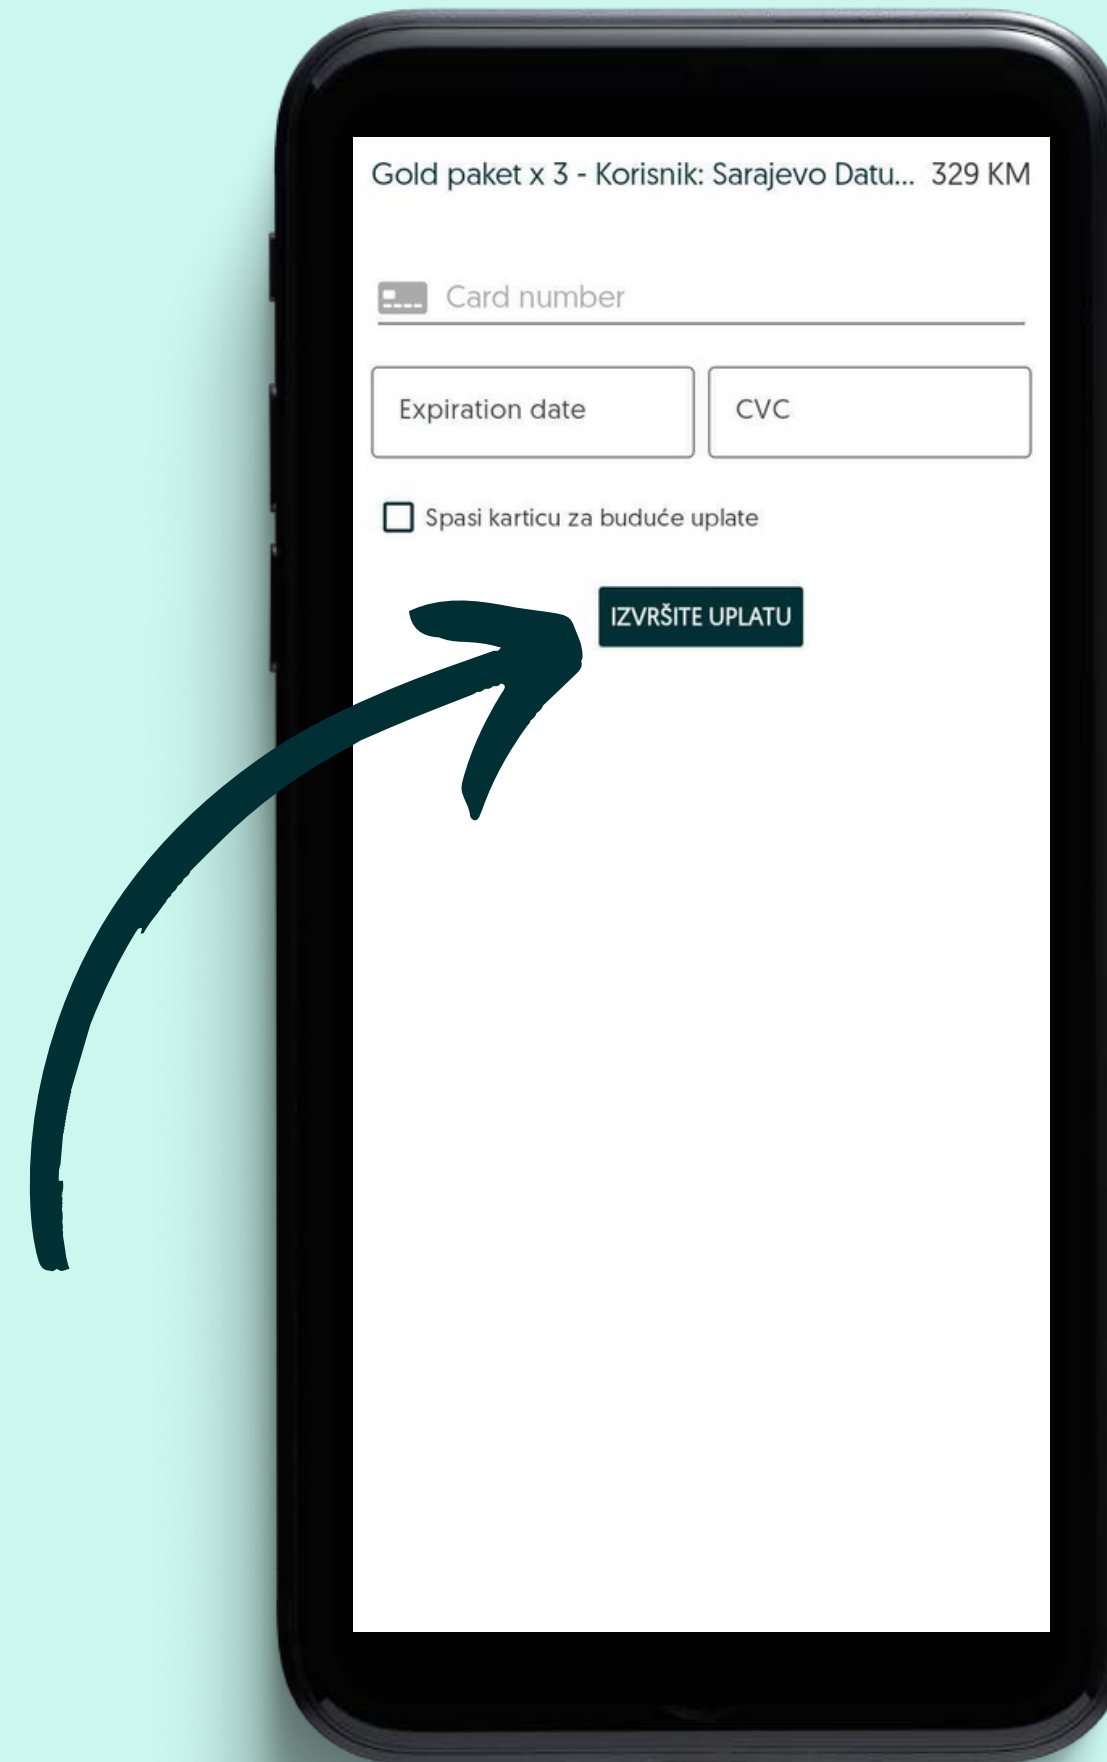 Gold paket x 3 - Korisnik: Sarajevo Datu... 329 KM
Card number
Expiration date
CVC
Spasi karticu za buduće uplate
IZVRŠITE UPLATU